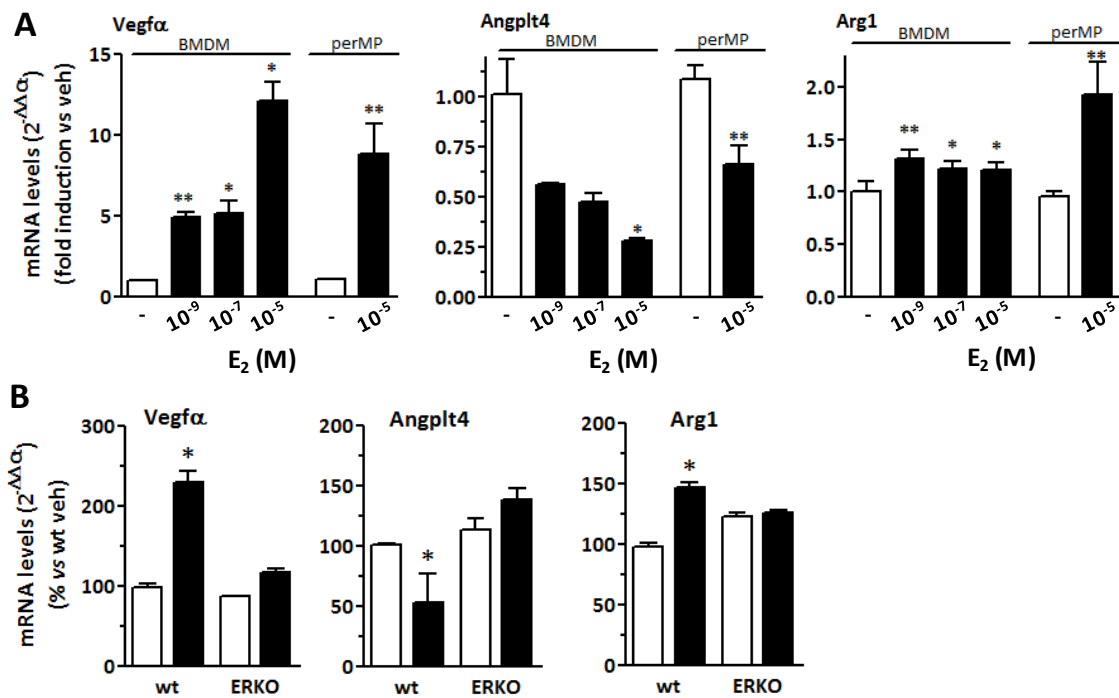 A
Vegfα
BMDM
perMP
mRNA levels (2^-ΔΔα)
(fold induction vs veh)
15
10
5
0
*
**
*
**
-
10^-9
10^-7
10^-5
-
10^-5
E₂ (M)
Angplt4
BMDM
perMP
1.00
0.75
0.50
0.25
0.00
*
**
-
10^-9
10^-7
10^-5
-
10^-5
E₂ (M)
Arg1
BMDM
perMP
2.0
1.5
1.0
0.5
0.0
**
**
*
*
-
10^-9
10^-7
10^-5
-
10^-5
E₂ (M)
B
Vegfα
mRNA levels (2^-ΔΔα)
(% vs wt veh)
300
200
100
0
*
wt ERKO
Angplt4
200
150
100
50
0
*
wt ERKO
Arg1
200
150
100
50
0
*
wt ERKO